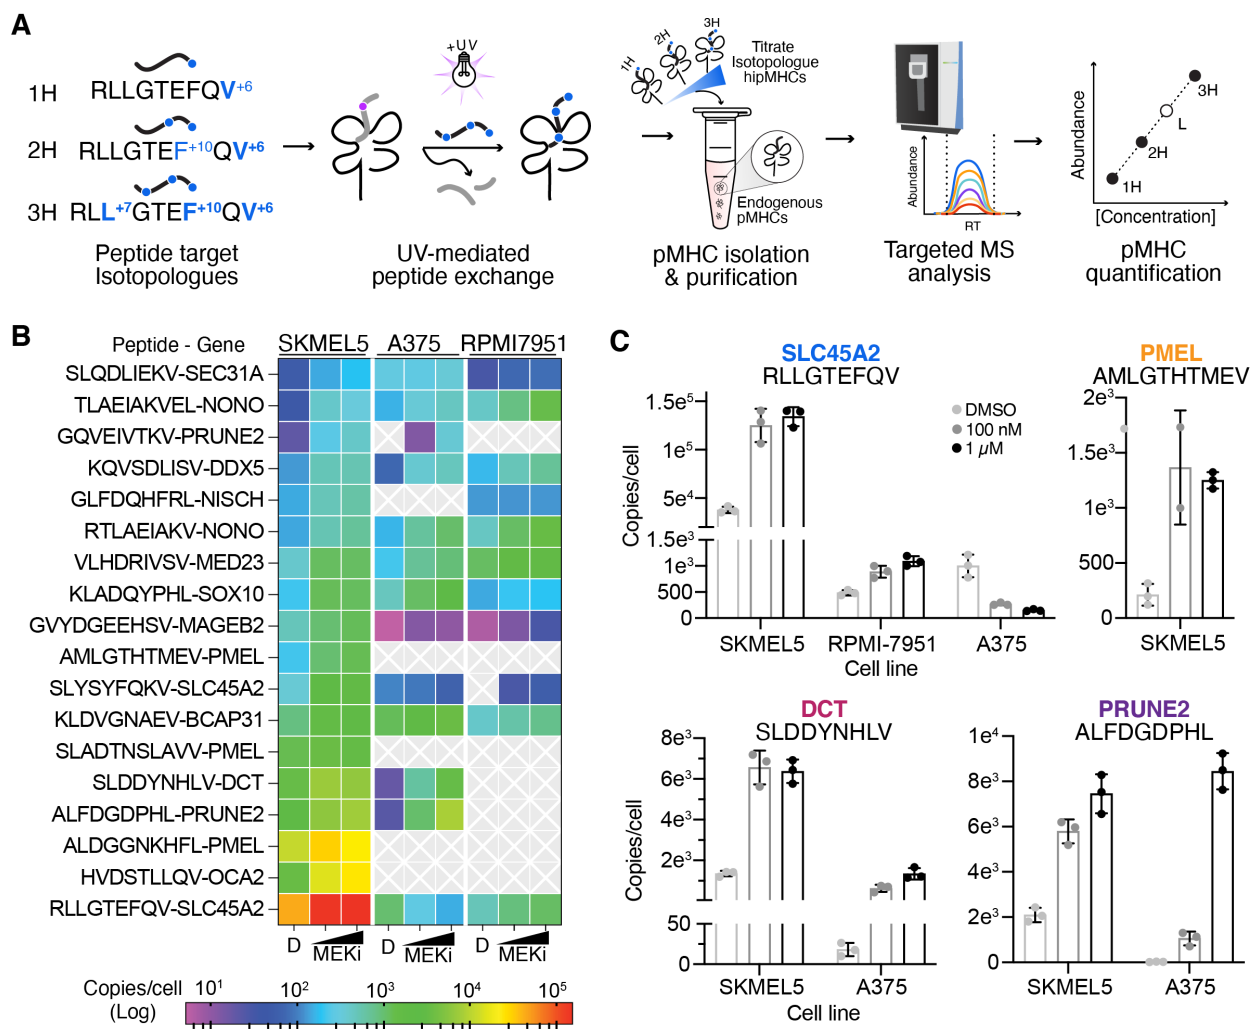 A
1H
RLLGTEFQV+6
2H
RLLGTEF+10QV+6
3H
RLL+7GTEF+10QV+6
Peptide target
Isotopologues
+UV
UV-mediated
peptide exchange
1H
2H
3H
Titrate
Isotopologue
hipMHCs
Endogenous
pMHCs
pMHC isolation
& purification
Abundance
RT
Targeted MS
analysis
Abundance
3H
L
2H
1H
[Concentration]
pMHC
quantification
B
Peptide - Gene
SKMEL5 A375 RPMI7951
SLQDLIEKV-SEC31A
TLAEIAKVEL-NONO
GQVEIVTKV-PRUNE2
KQVSDLISV-DDX5
GLFDQHFRL-NISCH
RTLAEIAKV-NONO
VLHDRIVSV-MED23
KLADQYPHL-SOX10
GVYDGEEHSV-MAGEB2
AMLGTHTMEV-PMEL
SLYSYFQKV-SLC45A2
KLDVGNAEV-BCAP31
SLADTNSLAVV-PMEL
SLDDYNHLV-DCT
ALFDGDPHL-PRUNE2
ALDGGNKHFL-PMEL
HVDSTLLQV-OCA2
RLLGTEFQV-SLC45A2
D MEKi D MEKi D MEKi
Copies/cell
(Log)
10¹ 10² 10³ 10⁴ 10⁵
C
SLC45A2
RLLGTEFQV
Copies/cell
1.5e⁵
1e⁵
5e⁴
1.5e³
1e³
500
0
DMSO
100 nM
1 µM
SKMEL5 RPMI-7951 A375
Cell line
PMEL
AMLGTHTMEV
2e³
1.5e³
1e³
500
0
SKMEL5
DCT
SLDDYNHLV
Copies/cell
8e³
6e³
4e³
2e³
50
0
SKMEL5 A375
Cell line
PRUNE2
ALFDGDPHL
1e⁴
8e³
6e³
4e³
2e³
0
SKMEL5 A375